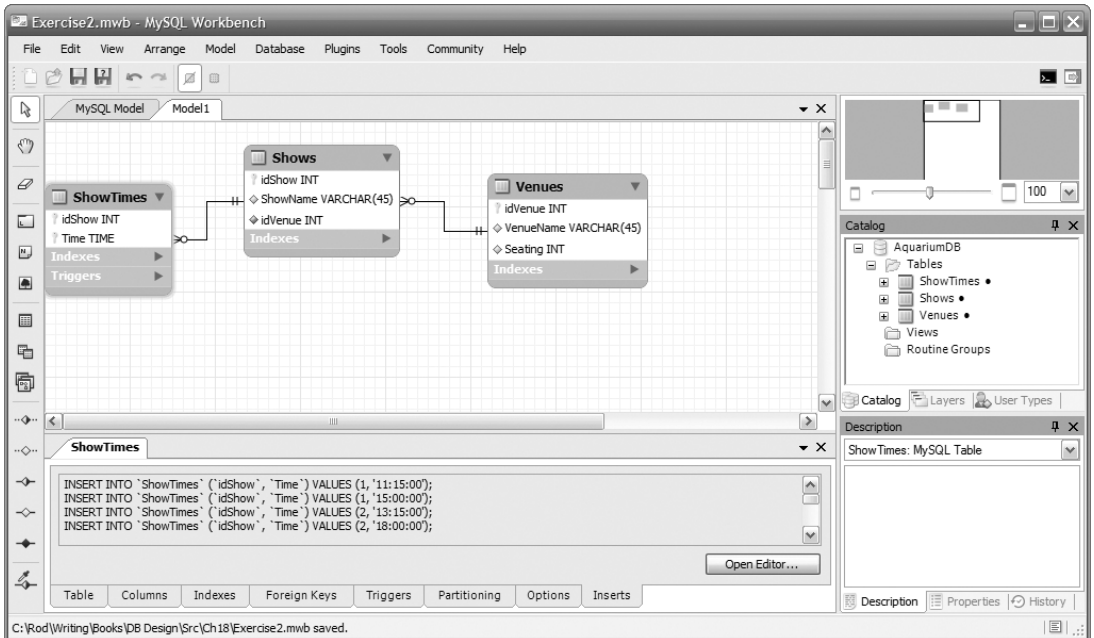 Exercise2.mwb - MySQL Workbench
File Edit View Arrange Model Database Plugins Tools Community Help
MySQL Model Model1
Shows
idShow INT
ShowName VARCHAR(45)
idVenue INT
Indexes
ShowTimes
idShow INT
Time TIME
Indexes
Triggers
Venues
idVenue INT
VenueName VARCHAR(45)
Seating INT
Indexes
100
Catalog
AquariumDB
Tables
ShowTimes
Shows
Venues
Views
Routine Groups
Catalog Layers User Types
Description
ShowTimes: MySQL Table
Description Properties History
ShowTimes
INSERT INTO `ShowTimes` (`idShow`, `Time`) VALUES (1, '11:15:00');
INSERT INTO `ShowTimes` (`idShow`, `Time`) VALUES (1, '15:00:00');
INSERT INTO `ShowTimes` (`idShow`, `Time`) VALUES (2, '13:15:00');
INSERT INTO `ShowTimes` (`idShow`, `Time`) VALUES (2, '18:00:00');
Open Editor...
Table Columns Indexes Foreign Keys Triggers Partitioning Options Inserts
C:\Rod\Writing\Books\DB Design\Src\Ch18\Exercise2.mwb saved.